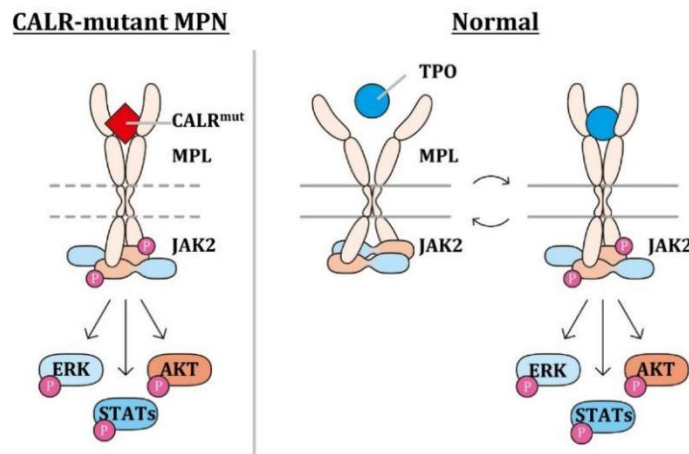 CALR-mutant MPN
CALRmut
MPL
JAK2
P
P
ERK
P
AKT
P
STATs
P
Normal
TPO
MPL
JAK2
JAK2
P
P
ERK
P
AKT
P
STATs
P